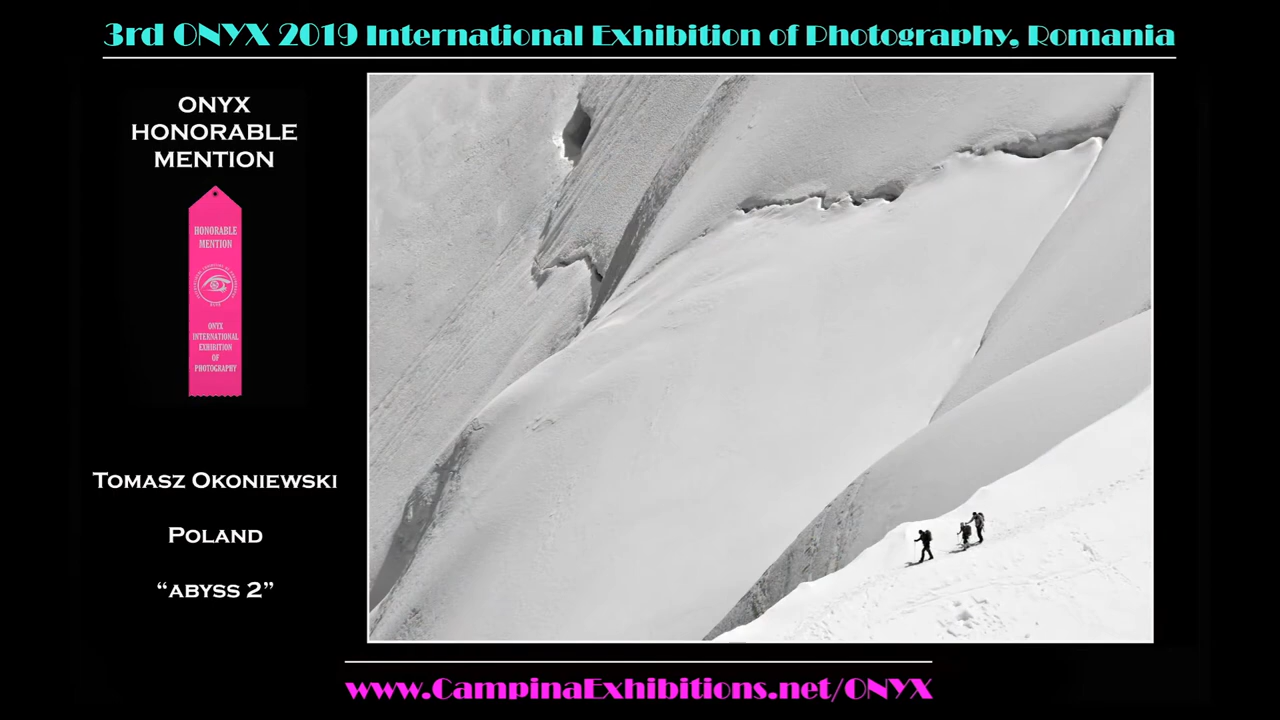 3rd ONYX 2019 International Exhibition of Photography, Romania
ONYX
HONORABLE
MENTION
HONORABLE
MENTION
ONYX
INTERNATIONAL
EXHIBITION
OF
PHOTOGRAPHY
TOMASZ OKONIEWSKI
POLAND
“ABYSS 2”
www.CampinaExhibitions.net/ONYX